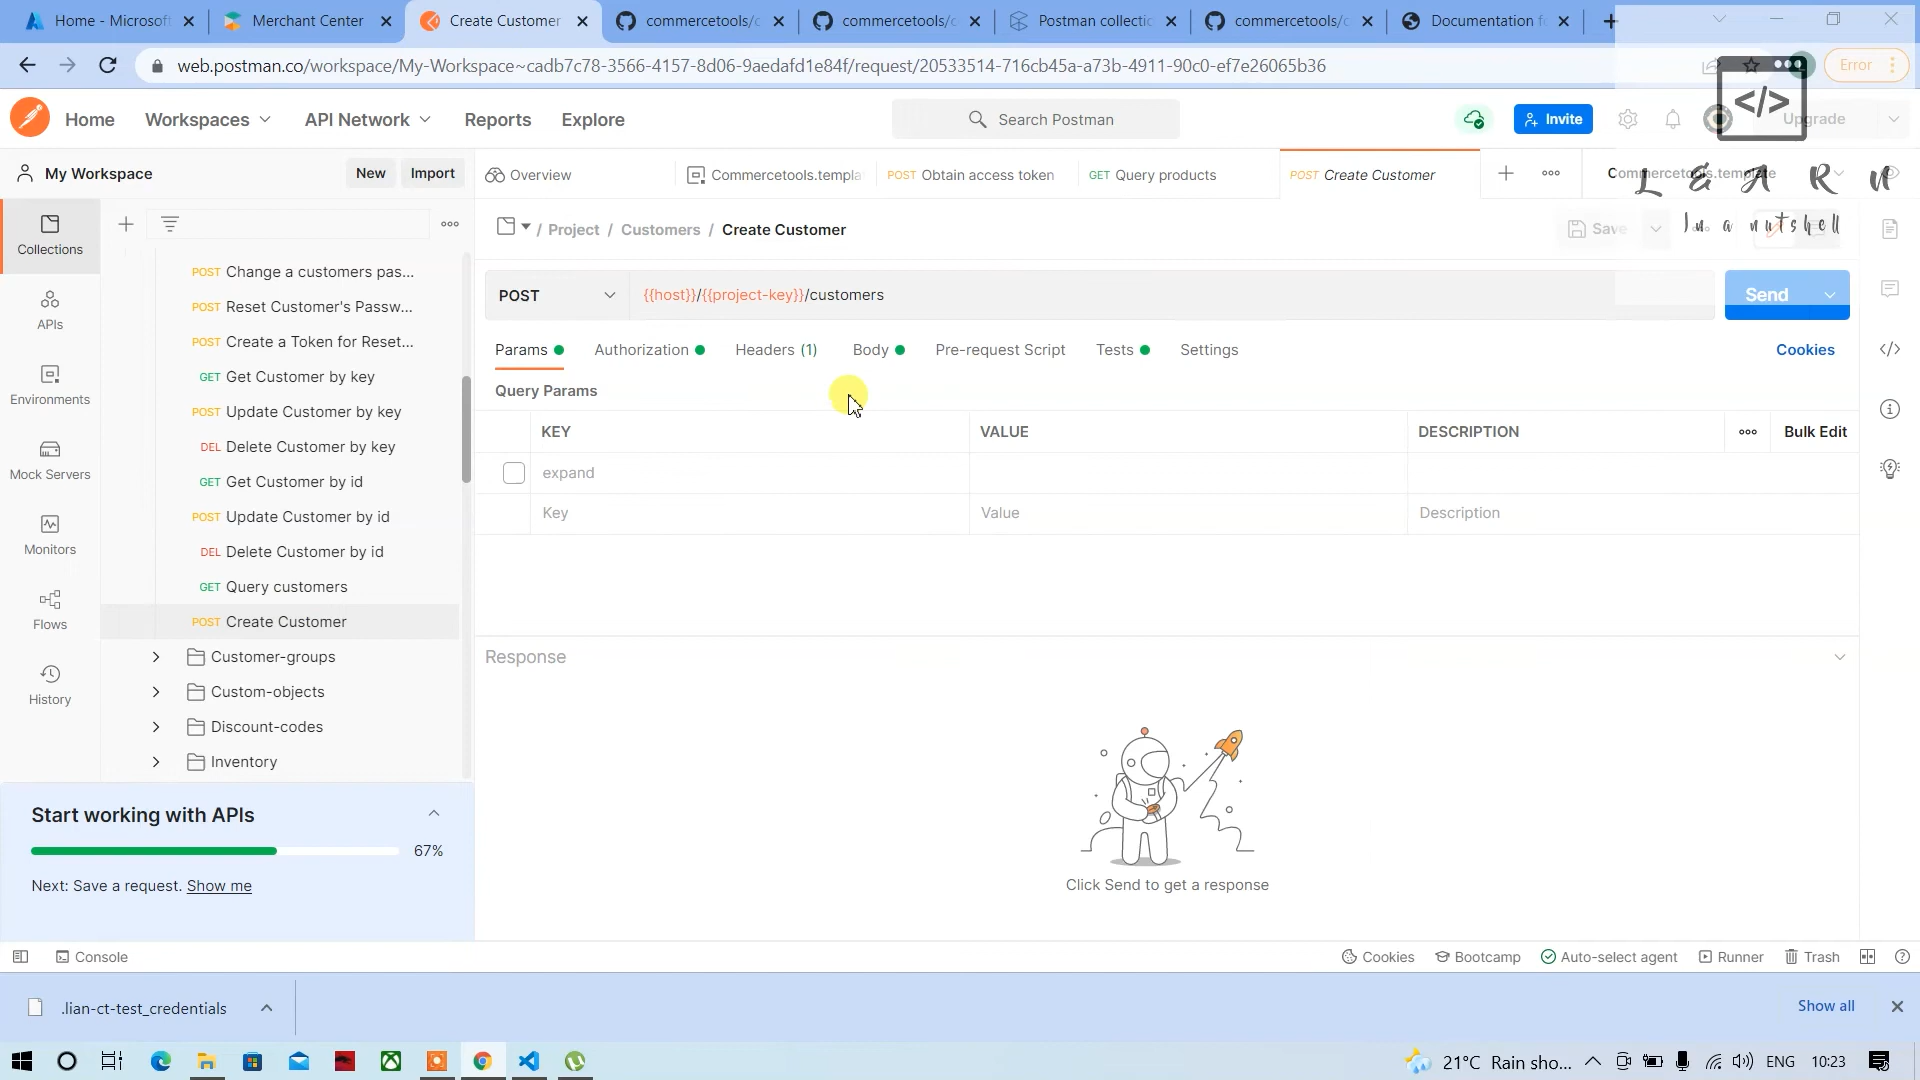 Home - Microsoft
Merchant Center
Create Customer
commercetools/c
commercetools/c
Postman collectic
commercetools/c
Documentation f
web.postman.co/workspace/My-Workspace~cadb7c78-3566-4157-8d06-9aedafd1e84f/request/20533514-716cb45a-a73b-4911-90c0-ef7e26065b36
Error
Home
Workspaces
API Network
Reports
Explore
Search Postman
Invite
Upgrade
</>
My Workspace
New
Import
Overview
Commercetools.templa
POST Obtain access token
GET Query products
POST Create Customer
Commercetools.template
LEARN
In a nutshell
Collections
APIs
Environments
Mock Servers
Monitors
Flows
History
POST Change a customers pas...
POST Reset Customer's Passw...
POST Create a Token for Reset...
GET Get Customer by key
POST Update Customer by key
DEL Delete Customer by key
GET Get Customer by id
POST Update Customer by id
DEL Delete Customer by id
GET Query customers
POST Create Customer
Customer-groups
Custom-objects
Discount-codes
Inventory
Start working with APIs
67%
Next: Save a request. Show me
/ Project / Customers / Create Customer
Save
POST
{{host}}/{{project-key}}/customers
Send
Params
Authorization
Headers (1)
Body
Pre-request Script
Tests
Settings
Cookies
Query Params
KEY
VALUE
DESCRIPTION
Bulk Edit
expand
Key
Value
Description
Response
Click Send to get a response
Console
Cookies
Bootcamp
Auto-select agent
Runner
Trash
.lian-ct-test_credentials
Show all
21°C Rain sho...
ENG
10:23